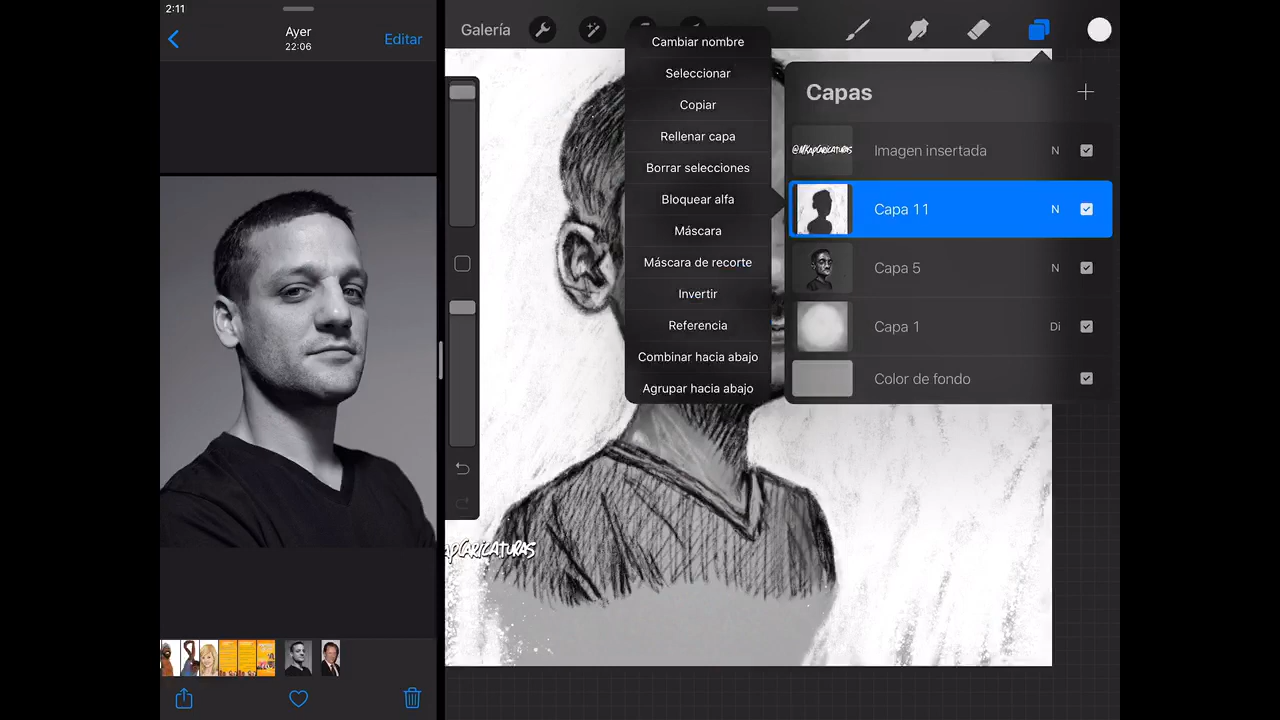 2:11
Ayer
22:06
Editar
Galería
Cambiar nombre
Seleccionar
Copiar
Rellenar capa
Borrar selecciones
Bloquear alfa
Máscara
Máscara de recorte
Invertir
Referencia
Combinar hacia abajo
Agrupar hacia abajo
Capas
@MKAPCARICATURAS
Imagen insertada N
Capa 11 N
Capa 5 N
Capa 1 Di
Color de fondo
APCARICATURAS